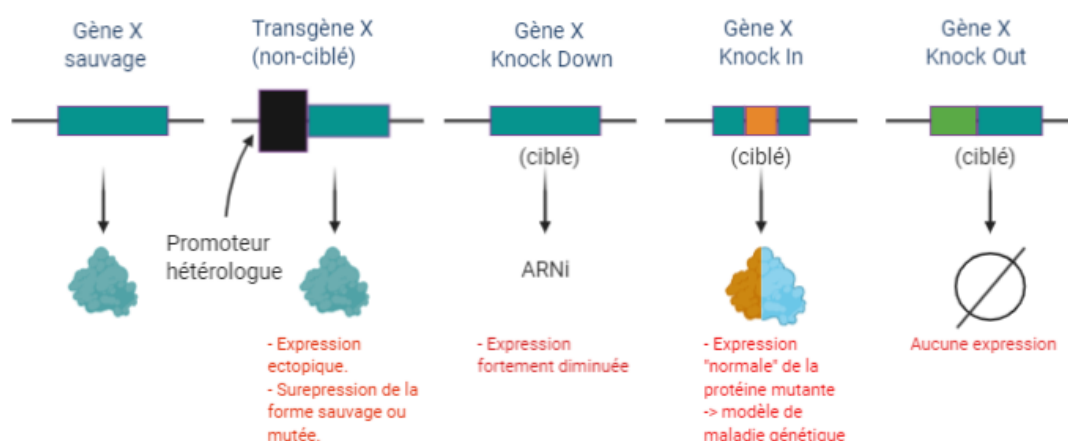 Gène X
sauvage
Transgène X
(non-ciblé)
Gène X
Knock Down
Gène X
Knock In
Gène X
Knock Out
(ciblé)
(ciblé)
(ciblé)
Promoteur
hétérologue
ARNi
- Expression
ectopique.
- Surepression de la
forme sauvage ou
mutée.
- Expression
fortement diminuée
- Expression
"normale" de la
protéine mutante
-> modèle de
maladie génétique
Aucune expression